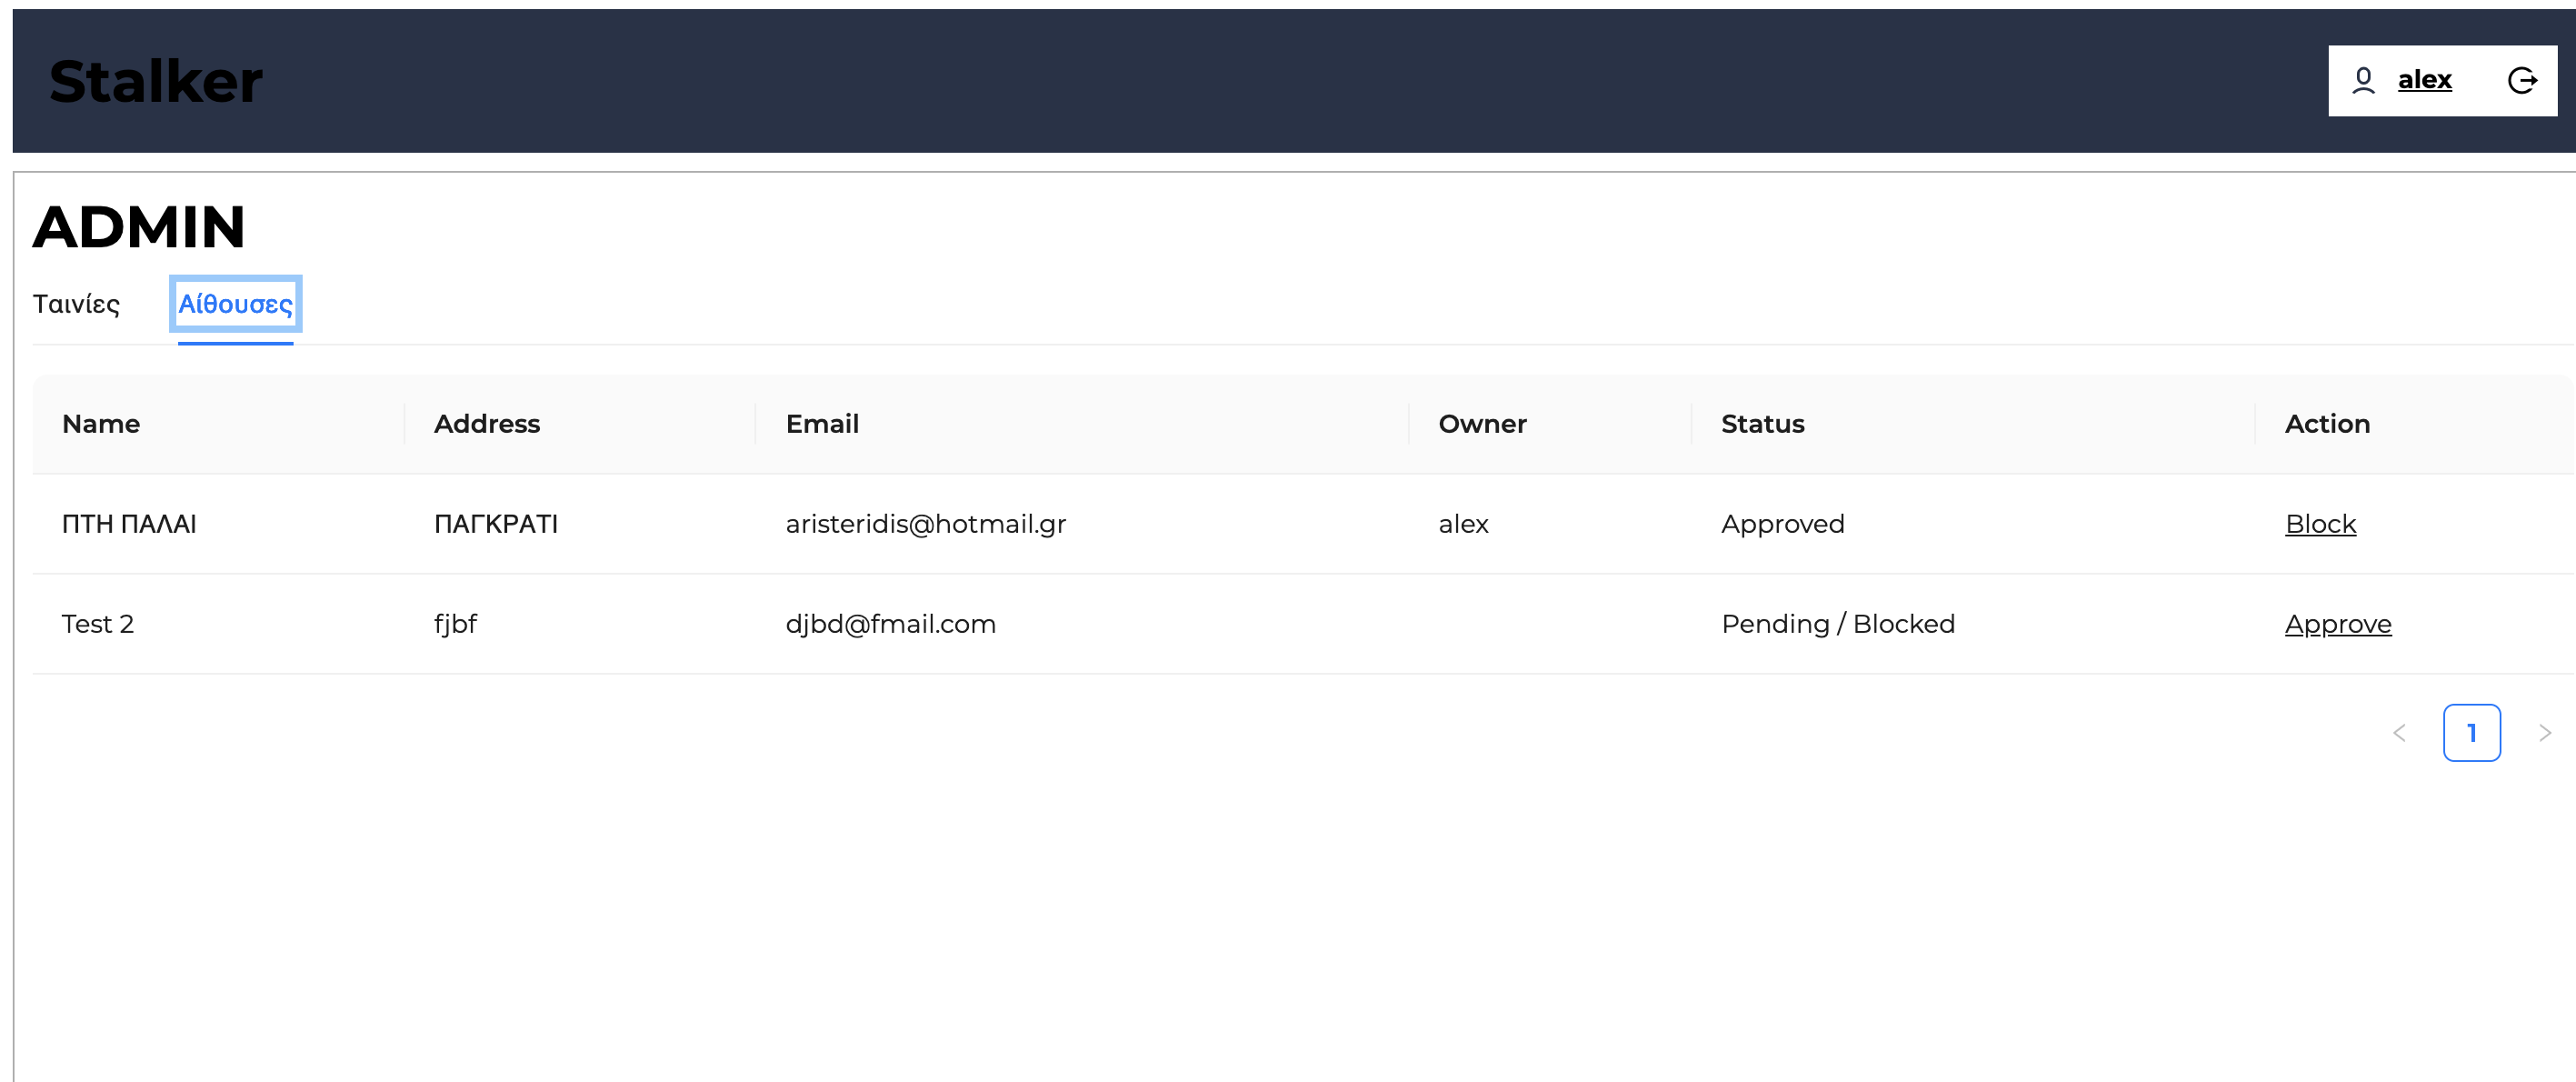 Stalker
alex
ADMIN
Ταινίες Αίθουσες
Name Address Email Owner Status Action
ΠΤΗ ΠΑΛΑΙ ΠΑΓΚΡΑΤΙ aristeridis@hotmail.gr alex Approved Block
Test 2 fjbf djbd@fmail.com Pending / Blocked Approve
< 1 >